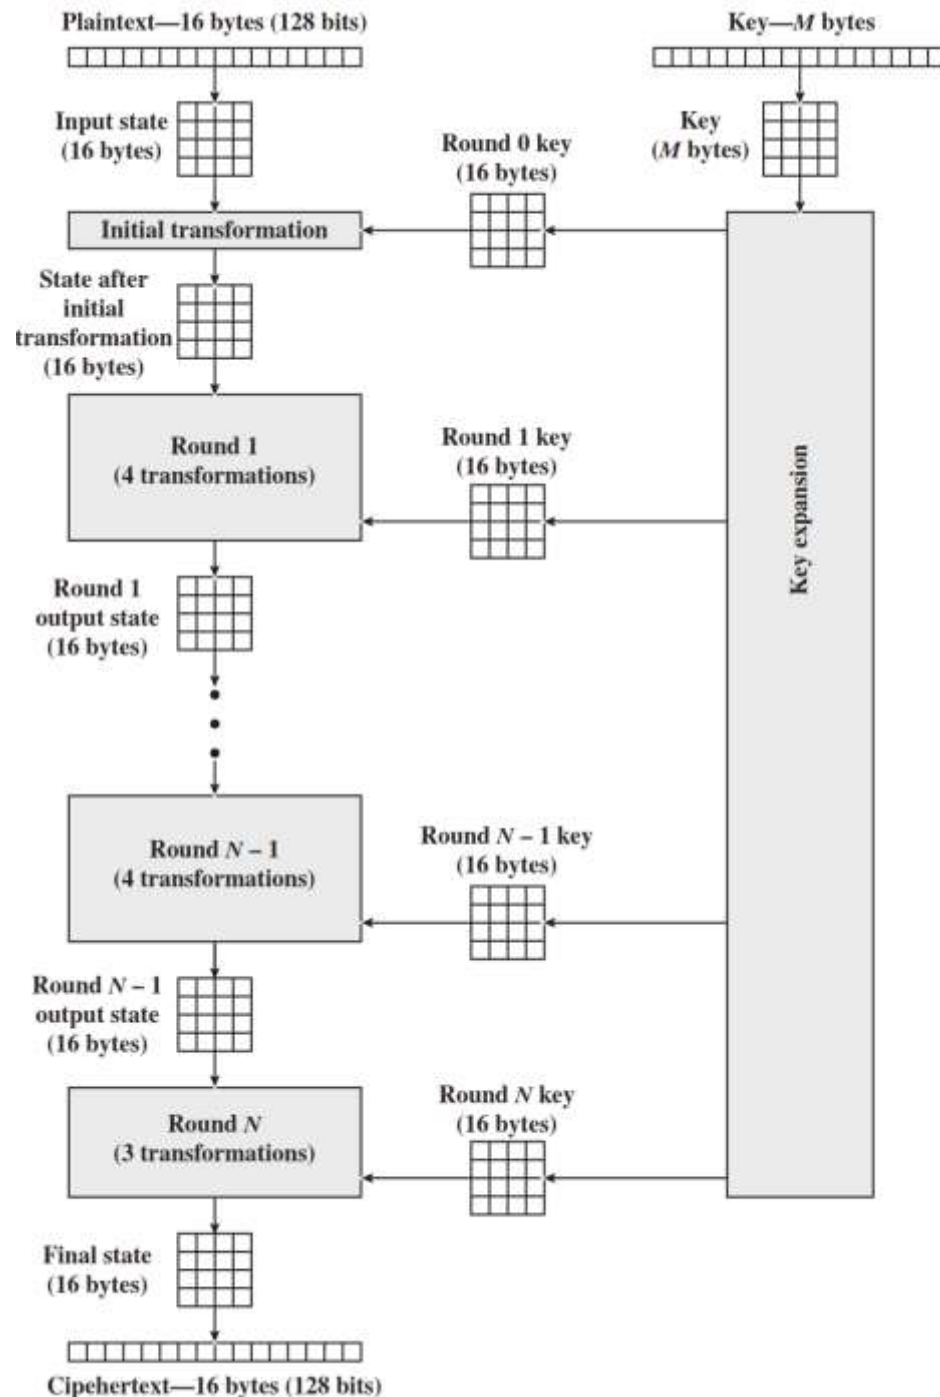 Plaintext—16 bytes (128 bits)
Key—M bytes
Input state
(16 bytes)
Round 0 key
(16 bytes)
Key
(M bytes)
Initial transformation
State after
initial
transformation
(16 bytes)
Round 1
(4 transformations)
Round 1 key
(16 bytes)
Key expansion
Round 1
output state
(16 bytes)
Round N – 1
(4 transformations)
Round N – 1 key
(16 bytes)
Round N – 1
output state
(16 bytes)
Round N
(3 transformations)
Round N key
(16 bytes)
Final state
(16 bytes)
Cipehertext—16 bytes (128 bits)